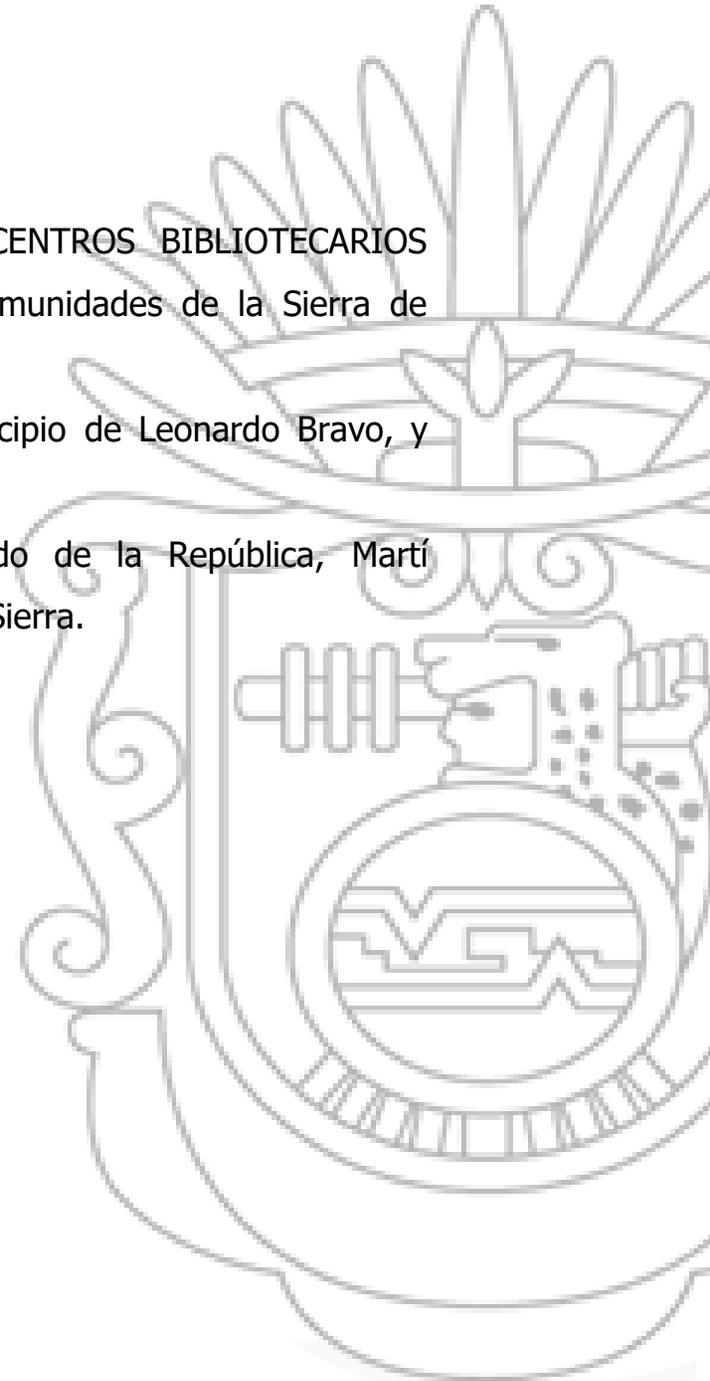 CENTROS BIBLIOTECARIOS
munidades de la Sierra de
cipio de Leonardo Bravo, y
do de la República, Martí
Sierra.